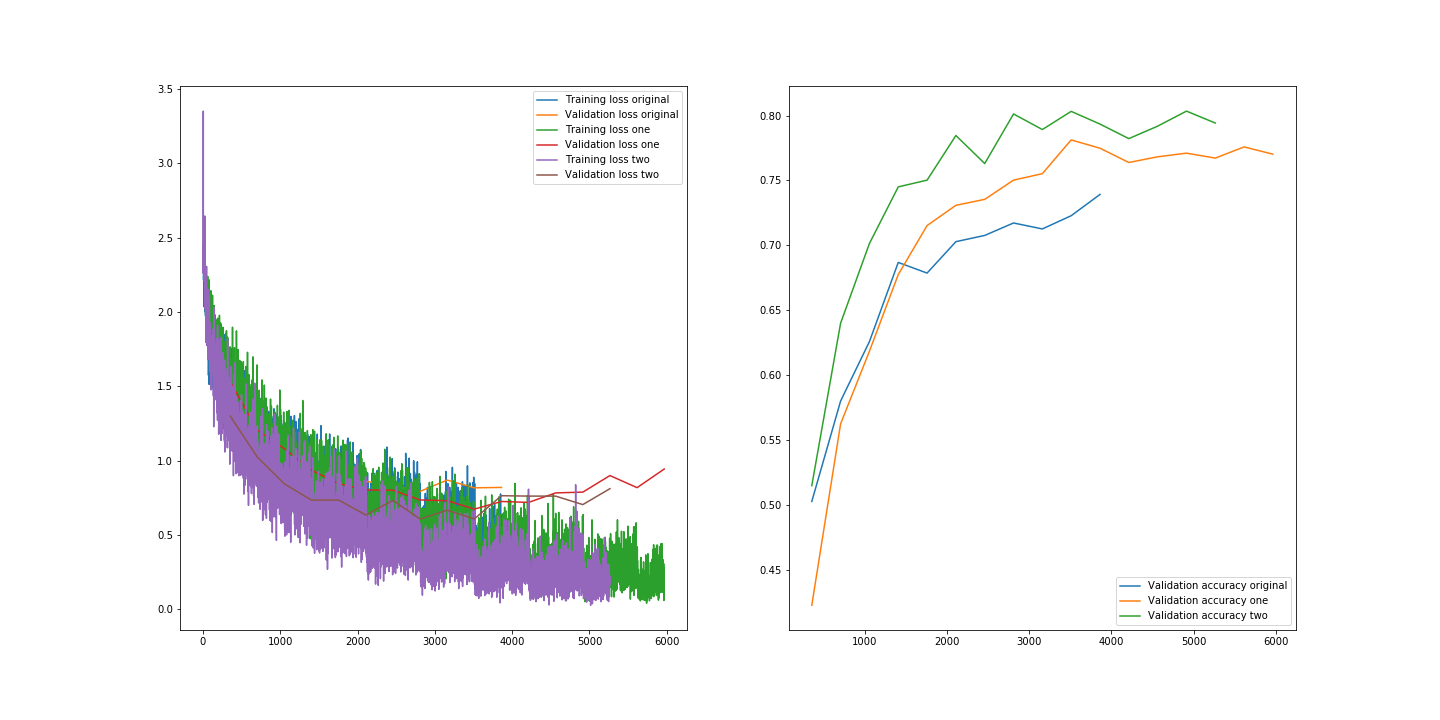 3.5
3.0
2.5
2.0
1.5
1.0
0.5
0.0
0 1000 2000 3000 4000 5000 6000
Training loss original
Validation loss original
Training loss one
Validation loss one
Training loss two
Validation loss two
0.80
0.75
0.70
0.65
0.60
0.55
0.50
0.45
1000 2000 3000 4000 5000 6000
Validation accuracy original
Validation accuracy one
Validation accuracy two